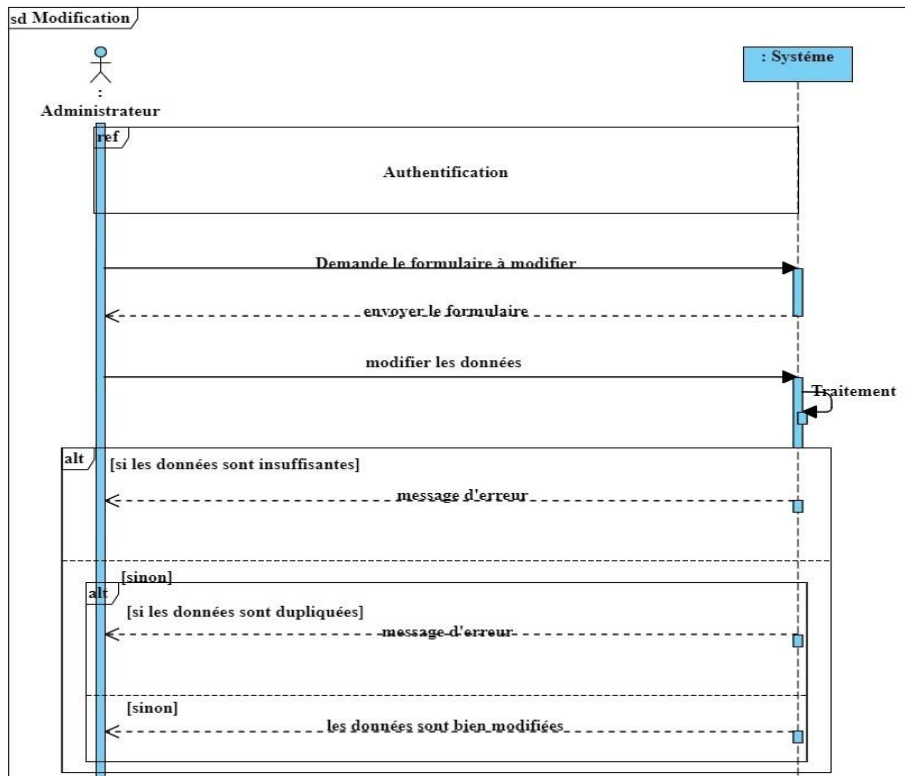 sd Modification
: Systéme
:
Administrateur
ref
Authentification
Demande le formulaire à modifier
envoyer le formulaire
modifier les données
Traitement
alt
[si les données sont insuffisantes]
message d'erreur
[sinon]
alt
[si les données sont dupliquées]
message d'erreur
[sinon]
les données sont bien modifiées